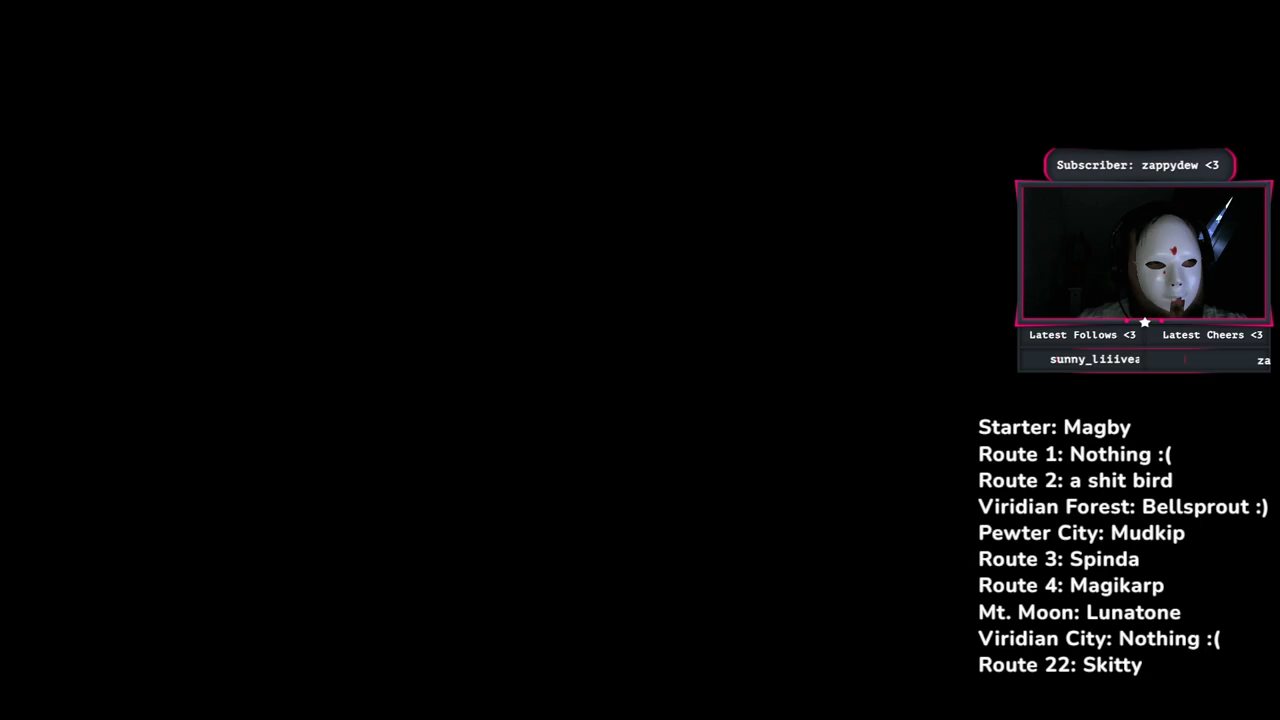 Subscriber: zappydew <3
Latest Follows <3
Latest Cheers <3
sunny_liiivea
za
Starter: Magby
Route 1: Nothing :(
Route 2: a shit bird
Viridian Forest: Bellsprout :)
Pewter City: Mudkip
Route 3: Spinda
Route 4: Magikarp
Mt. Moon: Lunatone
Viridian City: Nothing :(
Route 22: Skitty